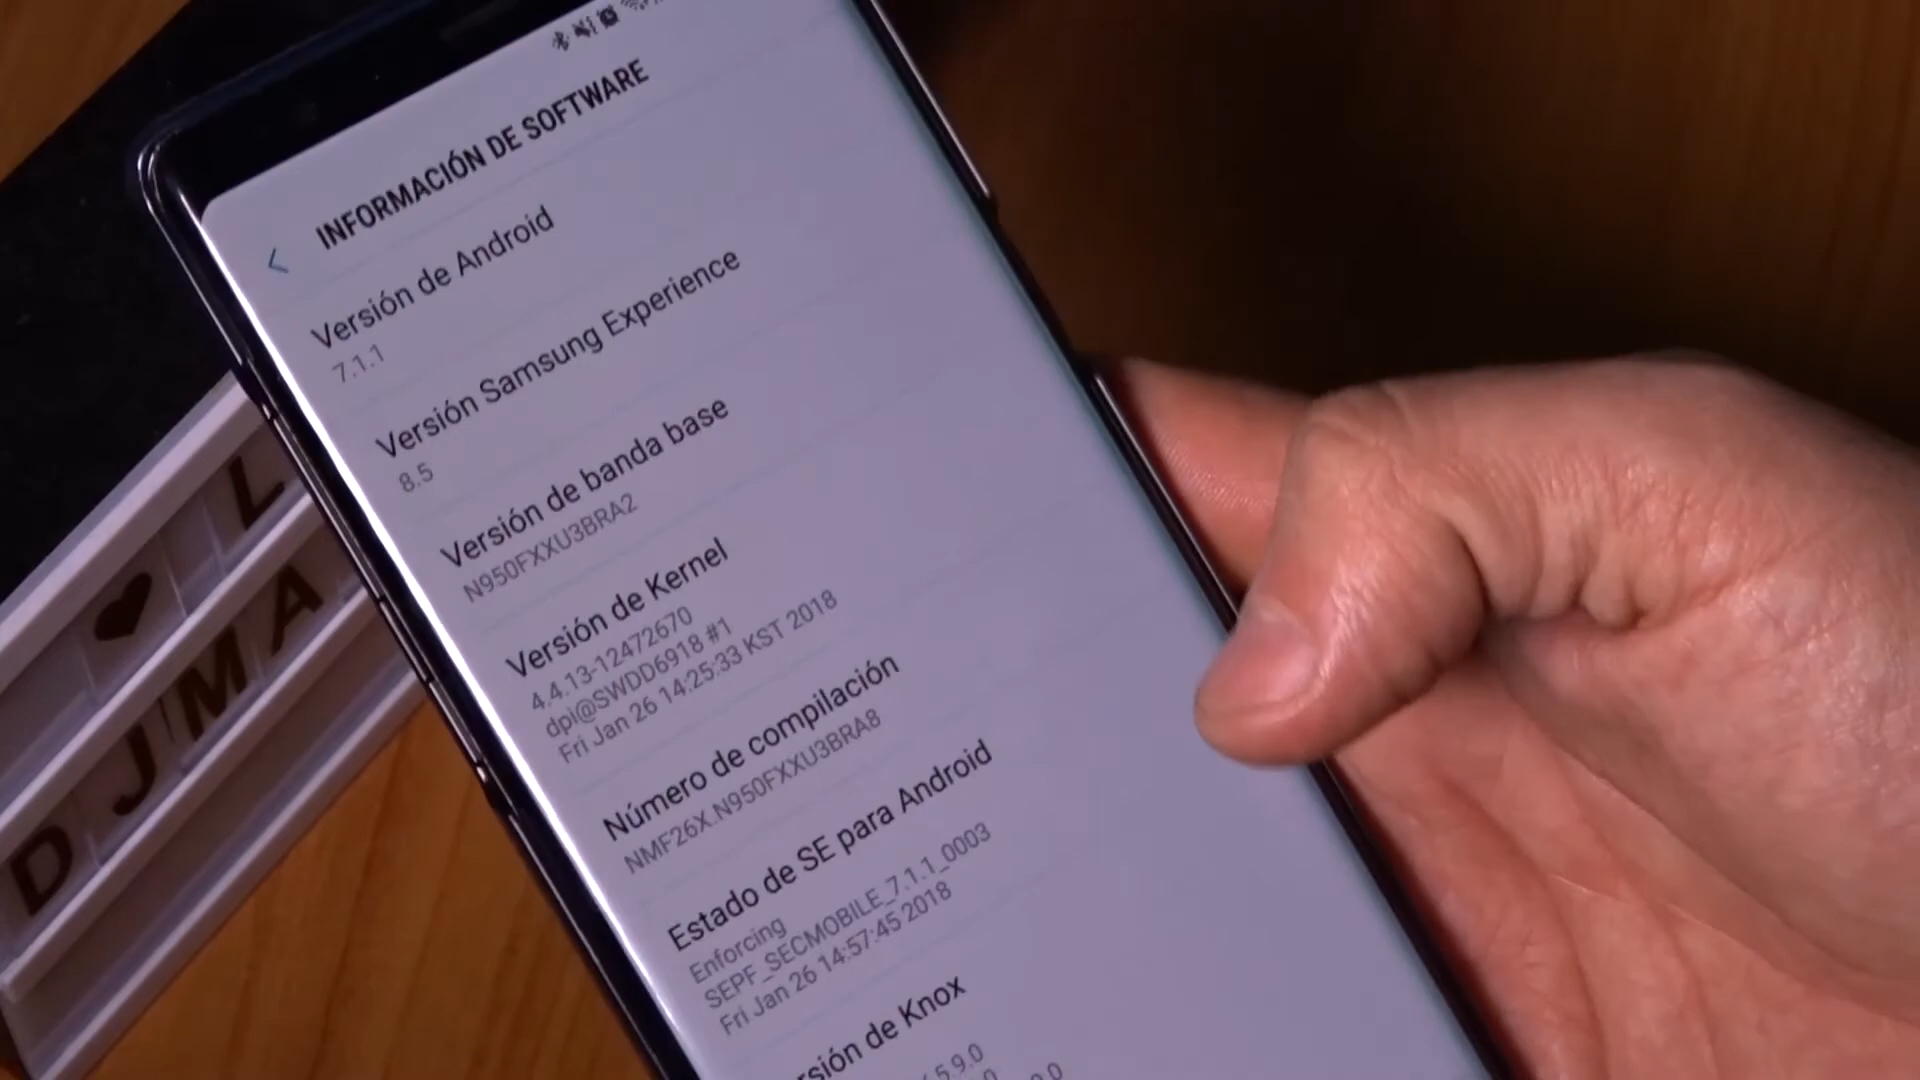 INFORMACIÓN DE SOFTWARE
Versión de Android
7.1.1
Versión Samsung Experience
8.5
Versión de banda base
N950FXXU3BRA2
Versión de Kernel
4.4.13-12472670
dpi@SWDD6918 #1
Fri Jan 26 14:25:33 KST 2018
Número de compilación
NMF26X.N950FXXU3BRA8
Estado de SE para Android
Enforcing
SEPF_SECMOBILE_7.1.1_0003
Fri Jan 26 14:57:45 2018
de Knox
L
D J M A